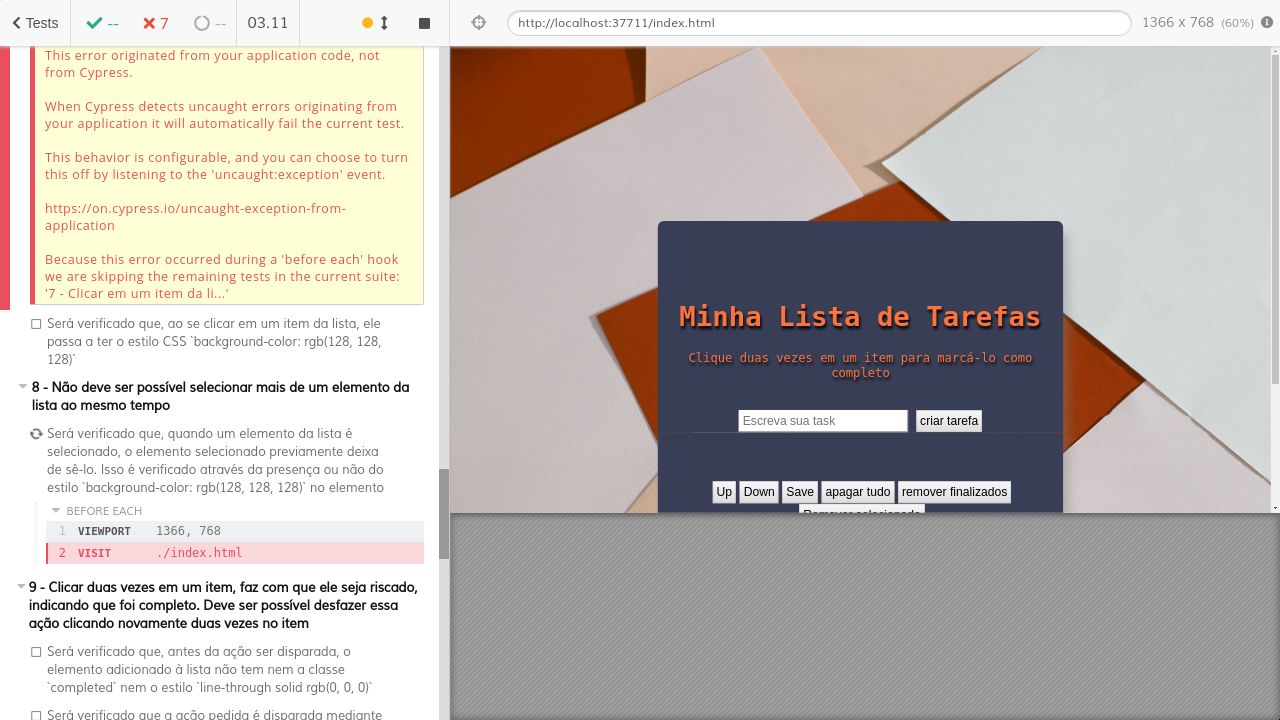 Tests
--
7
--
03.11
http://localhost:37711/index.html
1366 x 768 (60%)
This error originated from your application code, not
from Cypress.
When Cypress detects uncaught errors originating from
your application it will automatically fail the current test.
This behavior is configurable, and you can choose to turn
this off by listening to the 'uncaught:exception' event.
https://on.cypress.io/uncaught-exception-from-
application
Because this error occurred during a 'before each' hook
we are skipping the remaining tests in the current suite:
'7 - Clicar em um item da li...'
Será verificado que, ao se clicar em um item da lista, ele
passa a ter o estilo CSS `background-color: rgb(128, 128,
128)`
8 - Não deve ser possível selecionar mais de um elemento da
lista ao mesmo tempo
Será verificado que, quando um elemento da lista é
selecionado, o elemento selecionado previamente deixa
de sê-lo. Isso é verificado através da presença ou não do
estilo `background-color: rgb(128, 128, 128)` no elemento
BEFORE EACH
1 VIEWPORT 1366, 768
2 VISIT ./index.html
9 - Clicar duas vezes em um item, faz com que ele seja riscado,
indicando que foi completo. Deve ser possível desfazer essa
ação clicando novamente duas vezes no item
Será verificado que, antes da ação ser disparada, o
elemento adicionado à lista não tem nem a classe
`completed` nem o estilo `line-through solid rgb(0, 0, 0)`
Será verificado que a ação pedida é disparada mediante
Minha Lista de Tarefas
Clique duas vezes em um item para marcá-lo como
completo
Escreva sua task
criar tarefa
Up Down Save apagar tudo remover finalizados
Remover selecionado